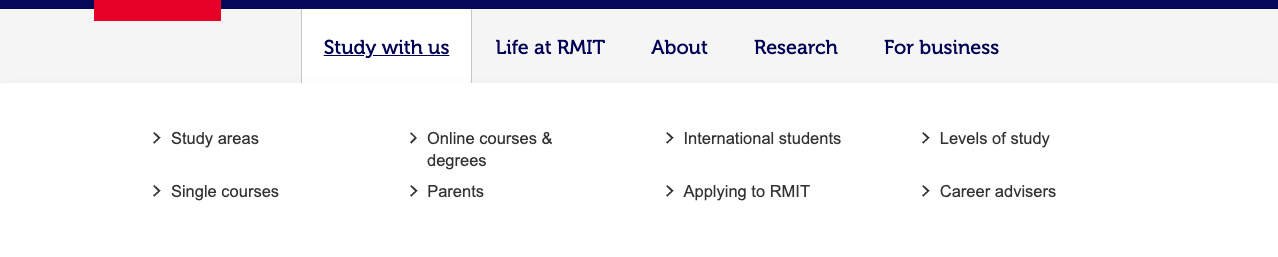 Study with us Life at RMIT About Research For business
Study areas
Online courses &
degrees
International students
Levels of study
Single courses
Parents
Applying to RMIT
Career advisers